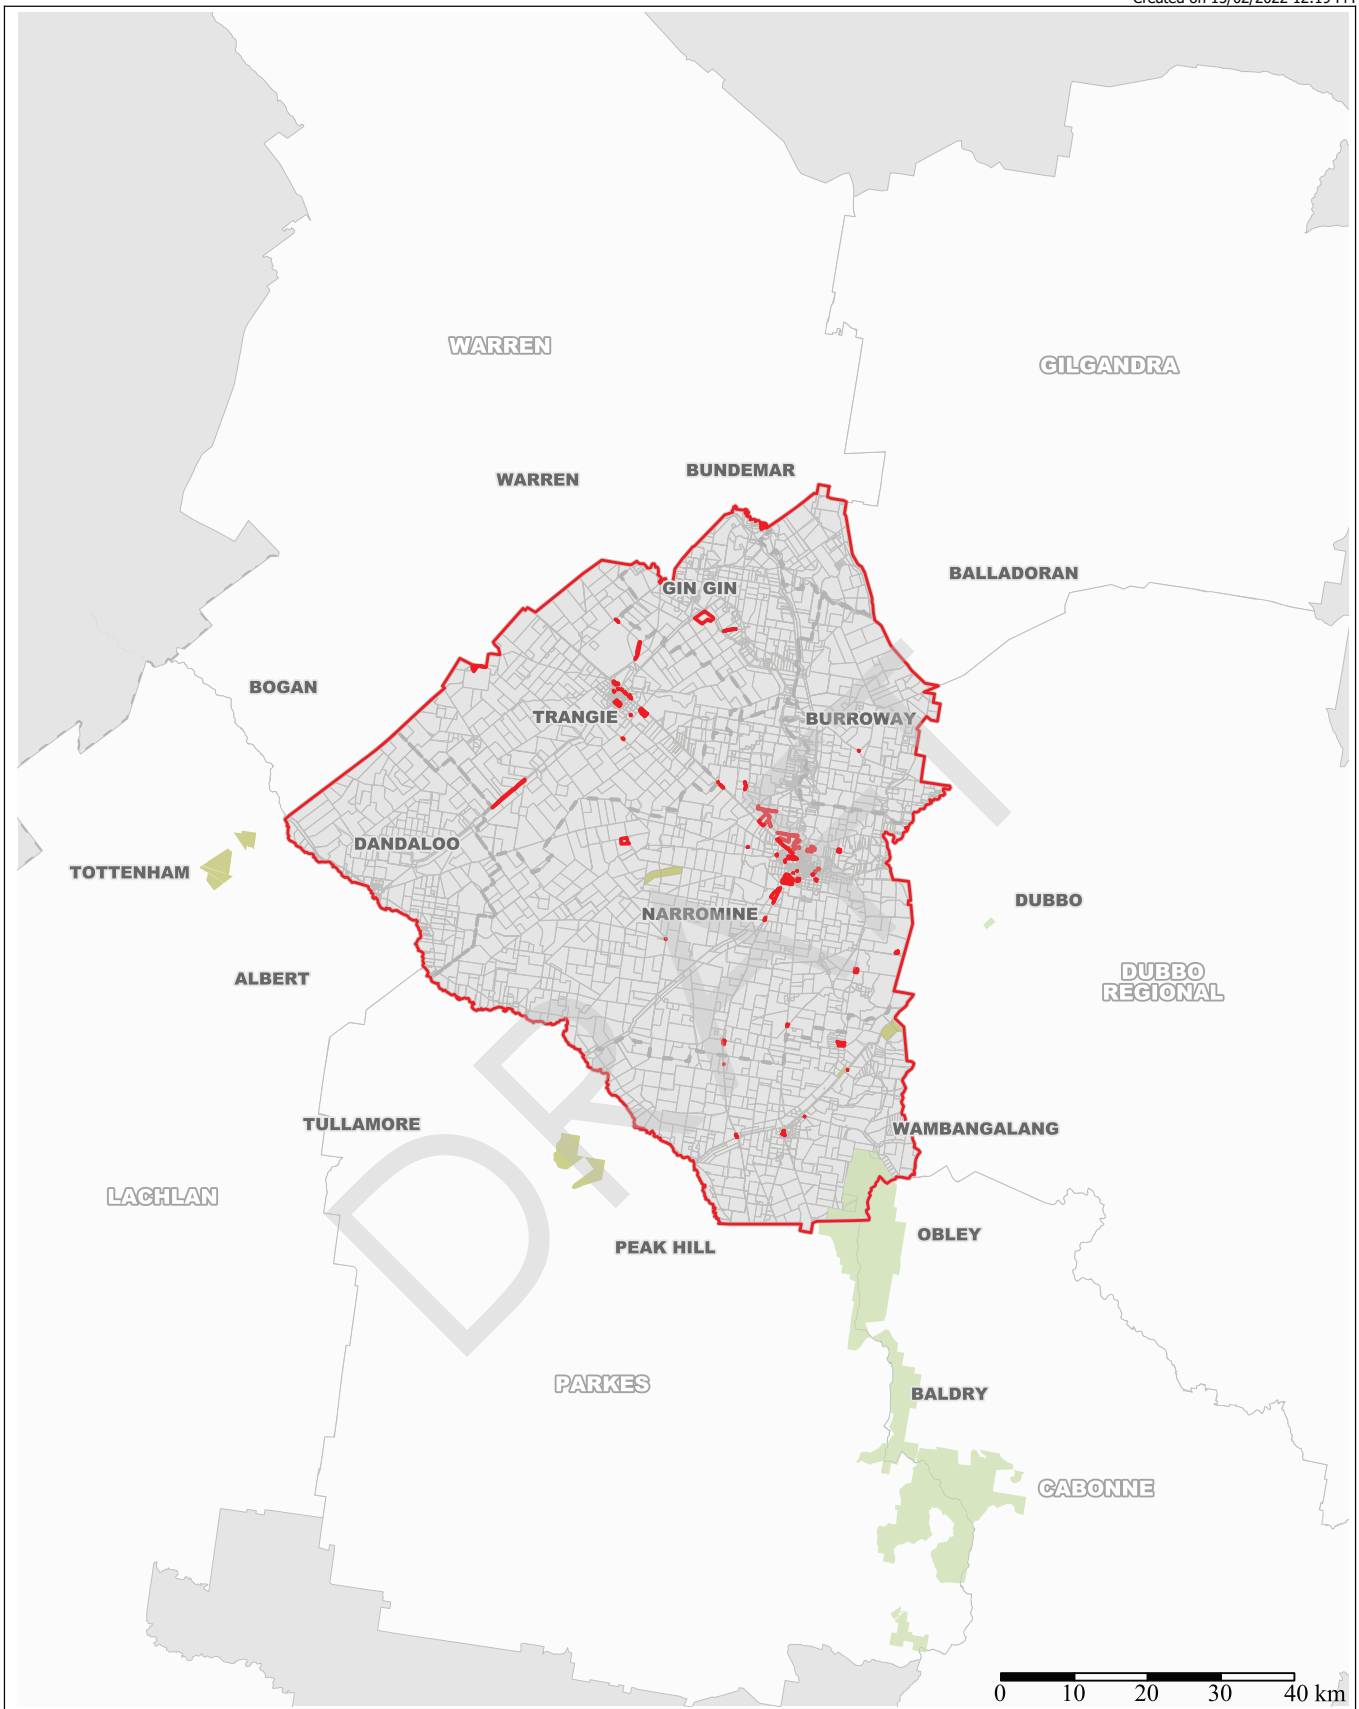 WARREN
GILGANDRA
BUNDEMAR
WARREN
BALLADORAN
GIN GIN
BOGAN
TRANGIE
BURROWAY
DANDALOO
TOTTENHAM
DUBBO
NARROMINE
DUBBO
REGIONAL
ALBERT
TULLAMORE
WAMBANGALANG
LACHLAN
OBLEY
PEAK HILL
PARKES
BALDRY
CABONNE
0 10 20 30 40 km
DRAFT